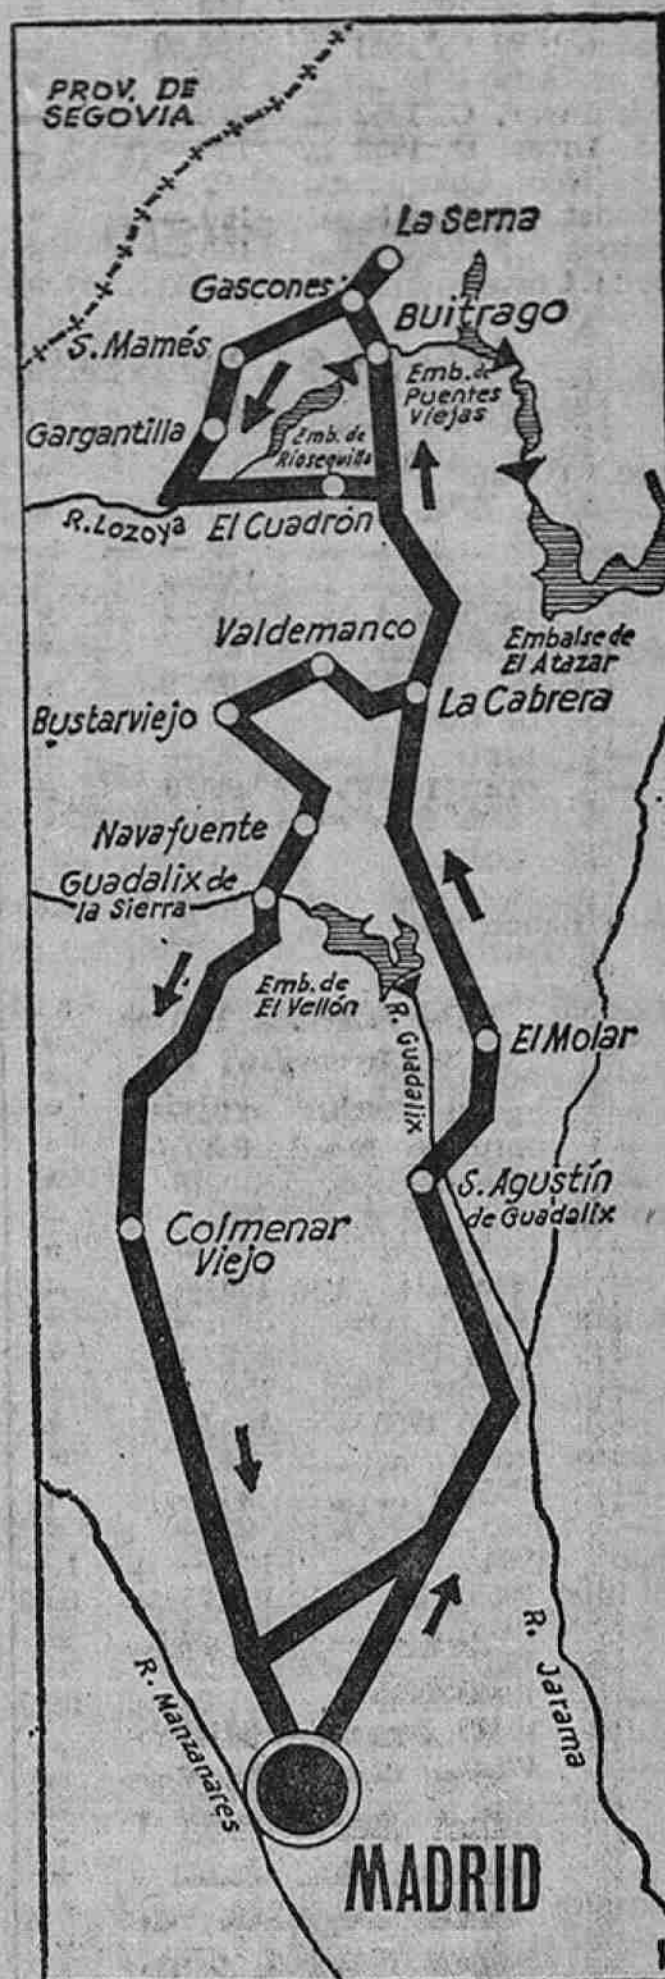 PROV. DE
SEGOVIA
La Serna
Gascones
Buitrago
S. Mamés
Emb. de
Puentes
Viejas
Gargantilla
Emb. de
Riosequillo
R. Lozoya
El Cuadrón
Valdemanco
Embalse de
El Atazar
La Cabrera
Bustarviejo
Navafuente
Guadalix de
la Sierra
Emb. de
El Vellón
R. Guadalix
El Molar
S. Agustín
de Guadalix
Colmenar
Viejo
R. Jarama
R. Manzanares
MADRID